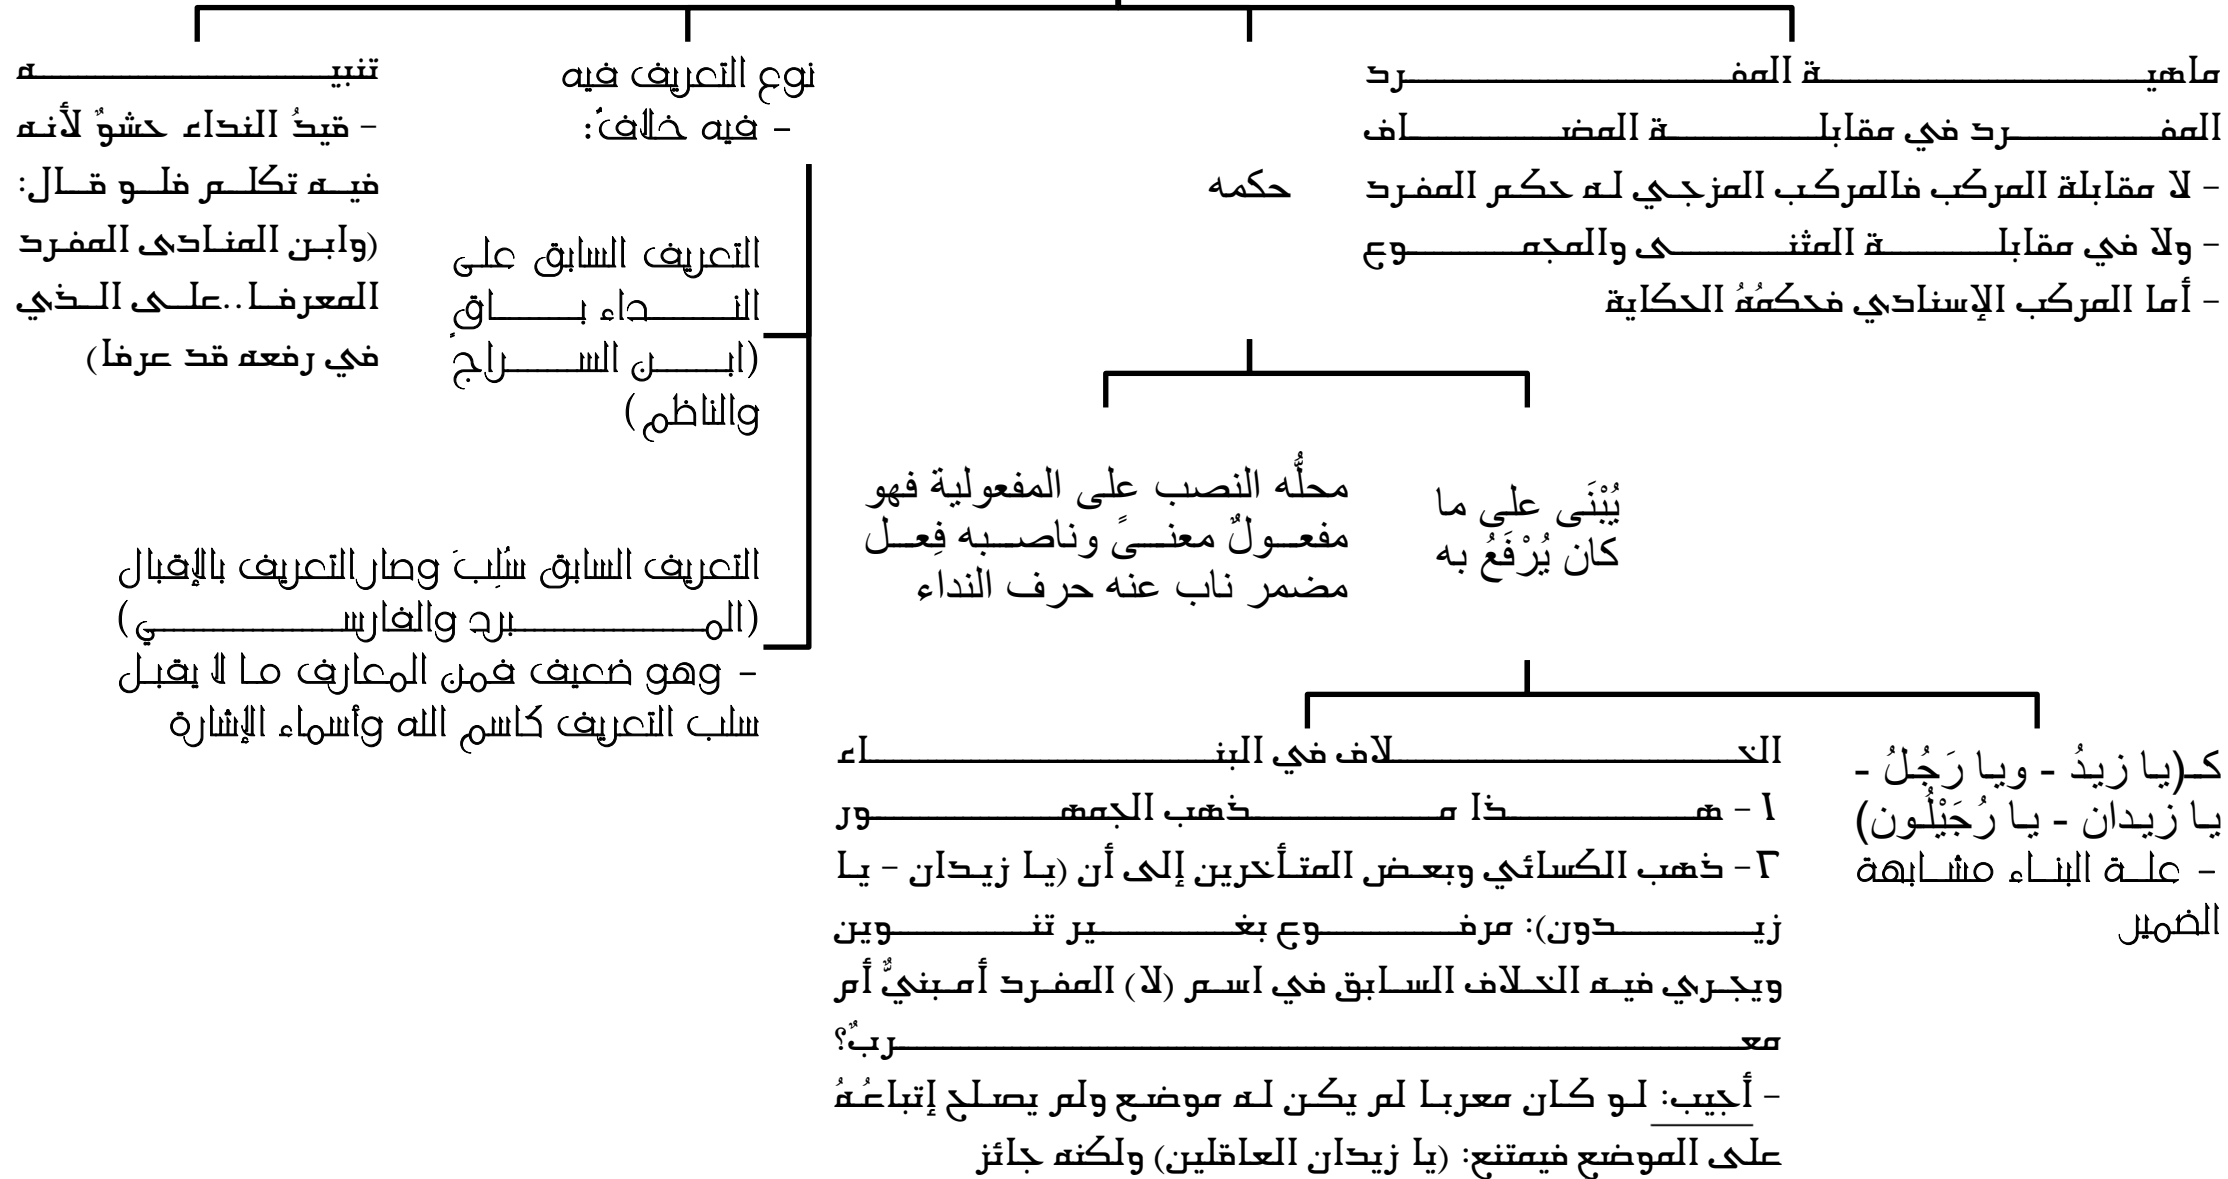 ماهية المفرد
المفرد في مقابلة المضاف
- لا مقابلة المركب فالمركب المزجي له حكم المفرد
- ولا في مقابلة المثنى والمجموع
- أما المركب الإسنادي فحكمُهُ الحكاية
حكمه
يُبْنَى على ما
كان يُرْفَعُ به
كـ(يا زيدُ - ويا رَجُلُ -
يا زيدان - يا رُجَيْلُون)
- علة البناء مشابهة
الضمير
الخلاف في البناء
١ - هذا مذهب الجمهور
٢- ذهب الكسائي وبعض المتأخرين إلى أن (يا زيدان - يا
زيدون): مرفوع بغير تنوين
ويجري فيه الخلاف السابق في اسم (لا) المفرد أمبنيٌّ أم
معربٌ؟
- أجيب: لو كان معربا لم يكن له موضع ولم يصلح إتباعُهُ
على الموضع فيمتنع: (يا زيدان العاقلين) ولكنه جائز
محلُّه النصب على المفعولية فهو
مفعولٌ معنىً وناصبه فِعل
مضمر ناب عنه حرف النداء
نوع التعريف فيه
- فيه خلافٌ:
التعريف السابق على
النداء باقٍ
(ابن السراج
والناظم)
التعريف السابق سُلِبَ وصار التعريف بالإقبال
(المبرد والفارسي)
- وهو ضعيف فمن المعارف ما لا يقبل
سلب التعريف كاسم الله وأسماء الإشارة
تنبيه
- قيدُ النداء حشوٌ لأنه
فيه تكلم فلو قال:
(وابن المنادى المفرد
المعرفا..على الذي
في رفعه قد عرفا)